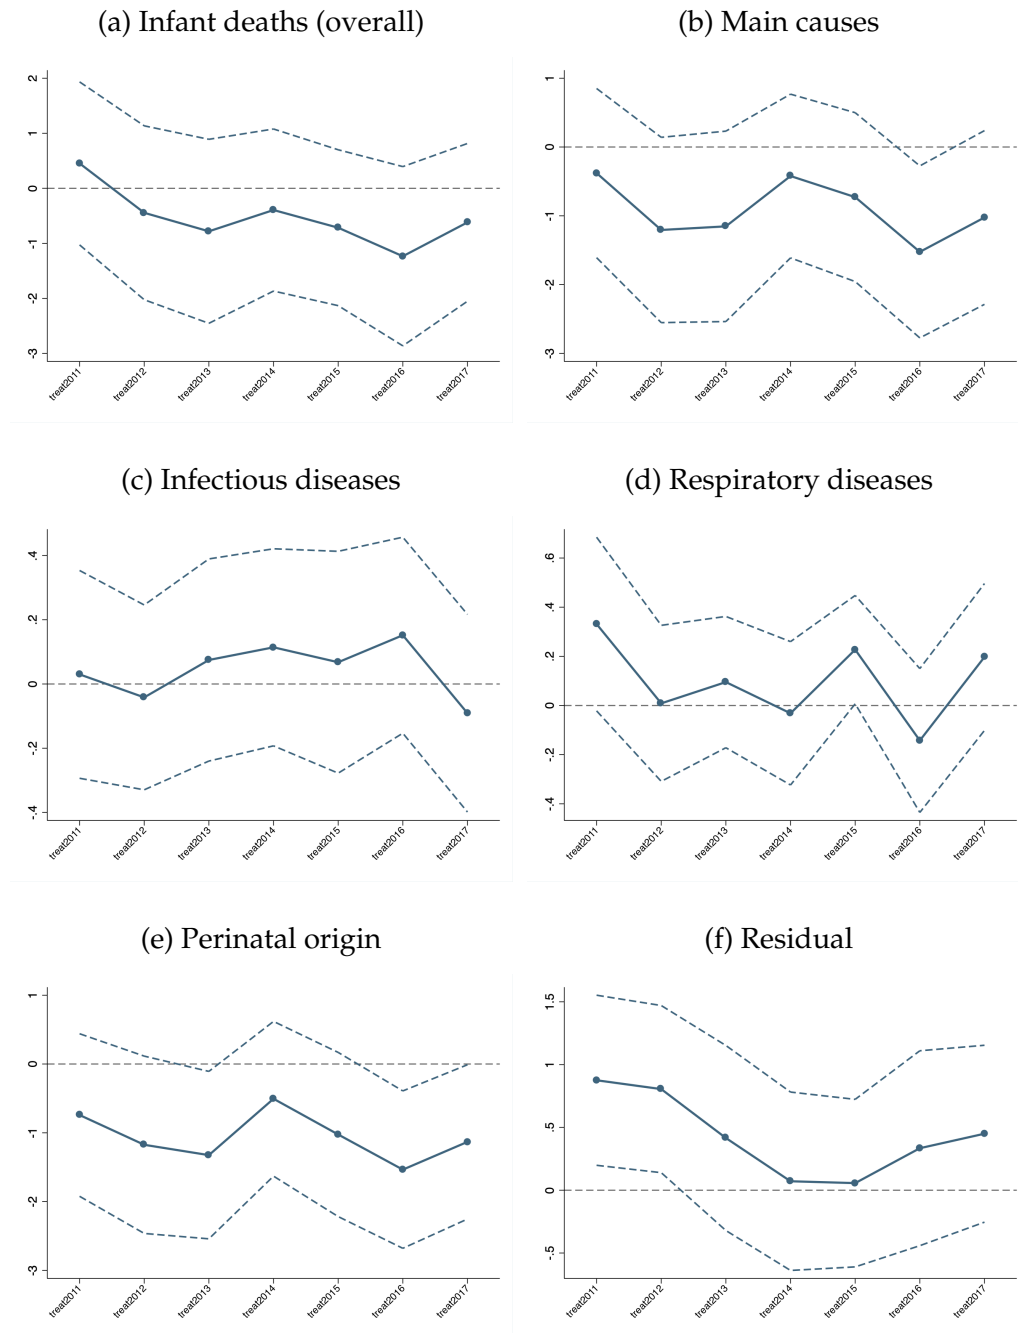 (a) Infant deaths (overall)
2
1
0
-1
-2
-3
treat2011
treat2012
treat2013
treat2014
treat2015
treat2016
treat2017
(b) Main causes
1
0
-1
-2
-3
treat2011
treat2012
treat2013
treat2014
treat2015
treat2016
treat2017
(c) Infectious diseases
.4
.2
0
-.2
-.4
treat2011
treat2012
treat2013
treat2014
treat2015
treat2016
treat2017
(d) Respiratory diseases
.6
.4
.2
0
-.2
-.4
treat2011
treat2012
treat2013
treat2014
treat2015
treat2016
treat2017
(e) Perinatal origin
1
0
-1
-2
-3
treat2011
treat2012
treat2013
treat2014
treat2015
treat2016
treat2017
(f) Residual
1.5
1
.5
0
-.5
treat2011
treat2012
treat2013
treat2014
treat2015
treat2016
treat2017